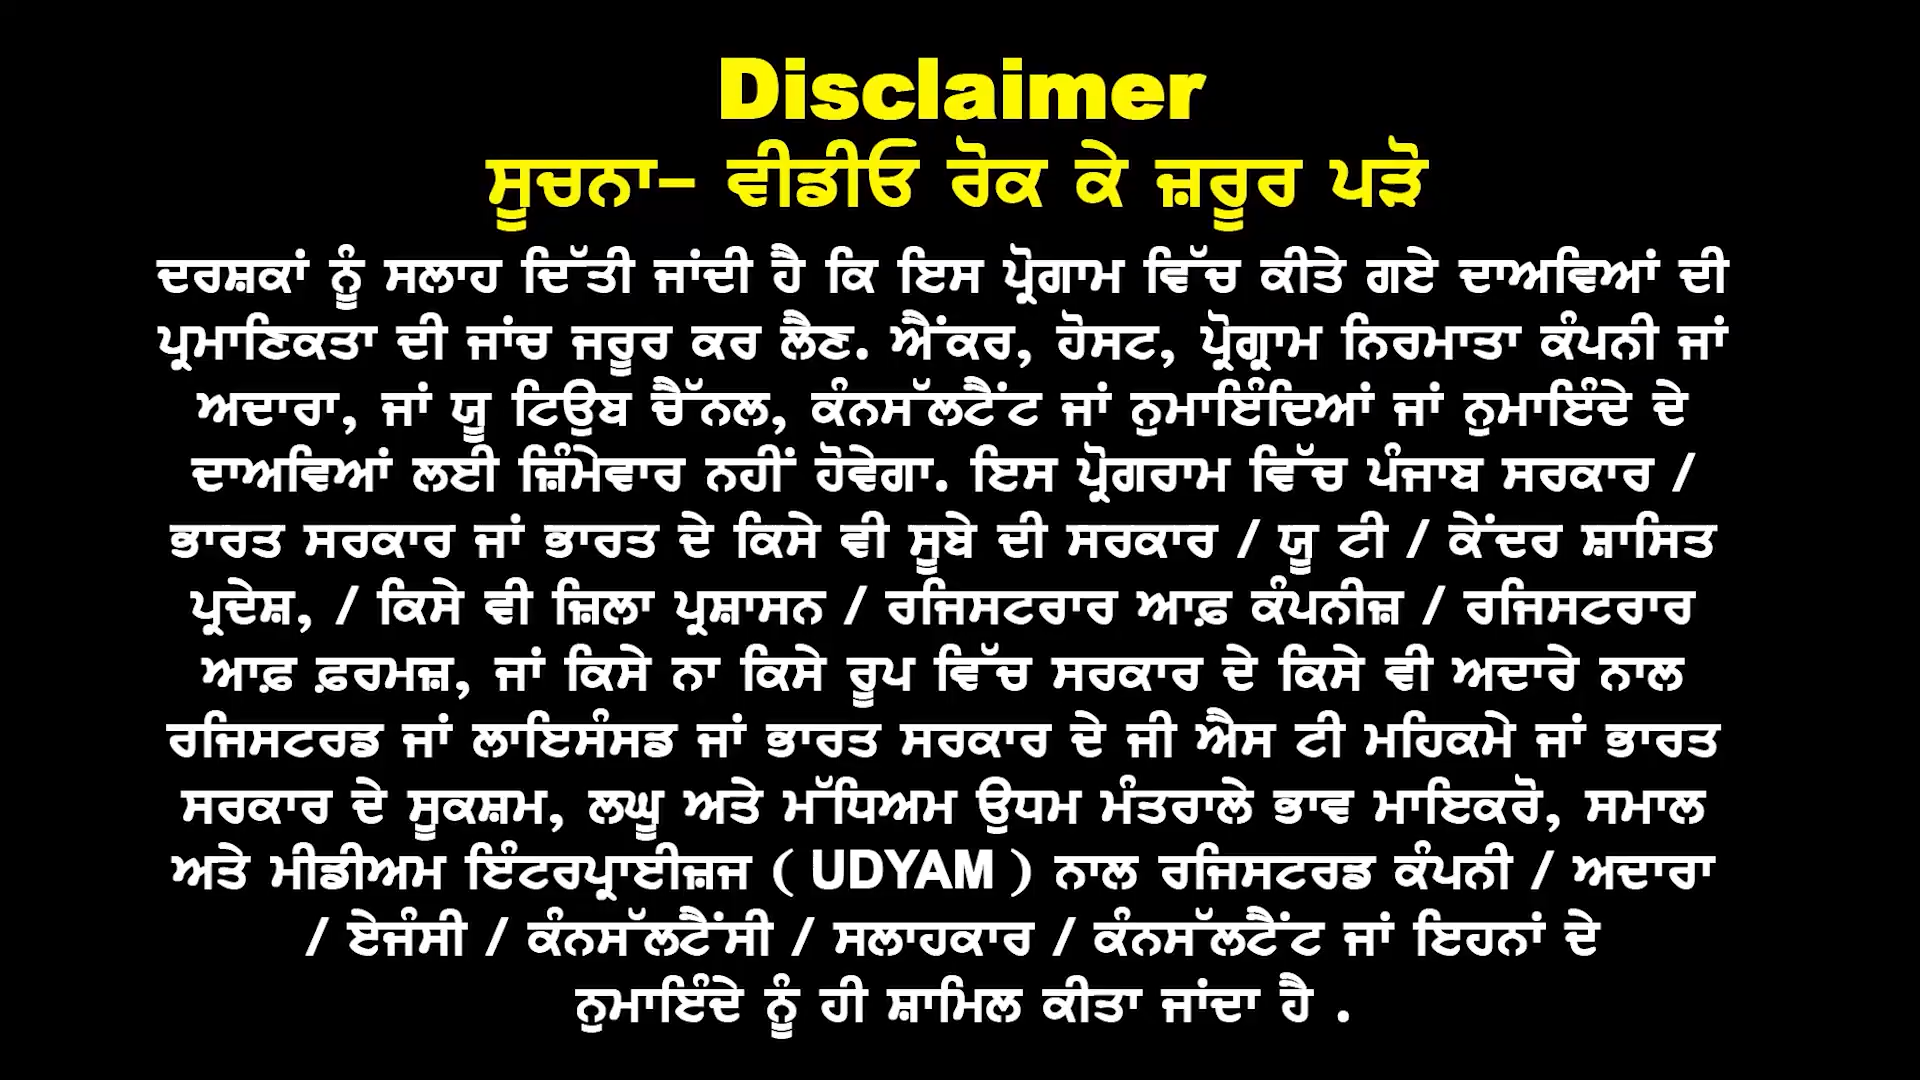 Disclaimer
ਸੂਚਨਾ- ਵੀਡੀਓ ਰੋਕ ਕੇ ਜ਼ਰੂਰ ਪੜੋ
ਦਰਸ਼ਕਾਂ ਨੂੰ ਸਲਾਹ ਦਿੱਤੀ ਜਾਂਦੀ ਹੈ ਕਿ ਇਸ ਪ੍ਰੋਗਾਮ ਵਿੱਚ ਕੀਤੇ ਗਏ ਦਾਅਵਿਆਂ ਦੀ
ਪ੍ਰਮਾਣਿਕਤਾ ਦੀ ਜਾਂਚ ਜਰੂਰ ਕਰ ਲੈਣ. ਐਂਕਰ, ਹੋਸਟ, ਪ੍ਰੋਗ੍ਰਾਮ ਨਿਰਮਾਤਾ ਕੰਪਨੀ ਜਾਂ
ਅਦਾਰਾ, ਜਾਂ ਯੂ ਟਿਊਬ ਚੈੱਨਲ, ਕੰਨਸੱਲਟੈਂਟ ਜਾਂ ਨੁਮਾਇੰਦਿਆਂ ਜਾਂ ਨੁਮਾਇੰਦੇ ਦੇ
ਦਾਅਵਿਆਂ ਲਈ ਜ਼ਿੰਮੇਵਾਰ ਨਹੀਂ ਹੋਵੇਗਾ. ਇਸ ਪ੍ਰੋਗਰਾਮ ਵਿੱਚ ਪੰਜਾਬ ਸਰਕਾਰ /
ਭਾਰਤ ਸਰਕਾਰ ਜਾਂ ਭਾਰਤ ਦੇ ਕਿਸੇ ਵੀ ਸੂਬੇ ਦੀ ਸਰਕਾਰ / ਯੂ ਟੀ / ਕੇਂਦਰ ਸ਼ਾਸਿਤ
ਪ੍ਰਦੇਸ਼, / ਕਿਸੇ ਵੀ ਜ਼ਿਲਾ ਪ੍ਰਸ਼ਾਸਨ / ਰਜਿਸਟਰਾਰ ਆਫ਼ ਕੰਪਨੀਜ਼ / ਰਜਿਸਟਰਾਰ
ਆਫ਼ ਫ਼ਰਮਜ਼, ਜਾਂ ਕਿਸੇ ਨਾ ਕਿਸੇ ਰੂਪ ਵਿੱਚ ਸਰਕਾਰ ਦੇ ਕਿਸੇ ਵੀ ਅਦਾਰੇ ਨਾਲ
ਰਜਿਸਟਰਡ ਜਾਂ ਲਾਇਸੰਸਡ ਜਾਂ ਭਾਰਤ ਸਰਕਾਰ ਦੇ ਜੀ ਐਸ ਟੀ ਮਹਿਕਮੇ ਜਾਂ ਭਾਰਤ
ਸਰਕਾਰ ਦੇ ਸੂਕਸ਼ਮ, ਲਘੂ ਅਤੇ ਮੱਧਿਅਮ ਉਧਮ ਮੰਤਰਾਲੇ ਭਾਵ ਮਾਇਕਰੋ, ਸਮਾਲ
ਅਤੇ ਮੀਡੀਅਮ ਇੰਟਰਪ੍ਰਾਈਜ਼ਜ ( UDYAM ) ਨਾਲ ਰਜਿਸਟਰਡ ਕੰਪਨੀ / ਅਦਾਰਾ
/ ਏਜੰਸੀ / ਕੰਨਸੱਲਟੈਂਸੀ / ਸਲਾਹਕਾਰ / ਕੰਨਸੱਲਟੈਂਟ ਜਾਂ ਇਹਨਾਂ ਦੇ
ਨੁਮਾਇੰਦੇ ਨੂੰ ਹੀ ਸ਼ਾਮਿਲ ਕੀਤਾ ਜਾਂਦਾ ਹੈ .